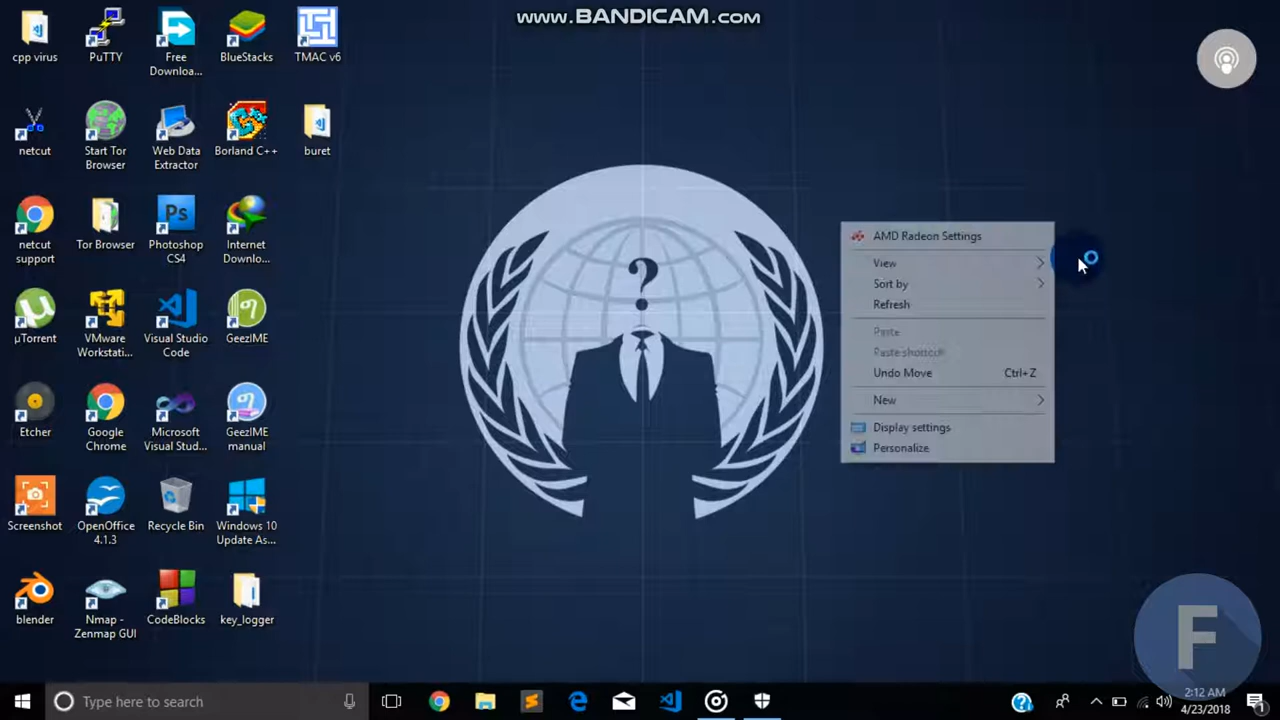 www.BANDICAM.com
cpp virus
PuTTY
Free
Downloa...
BlueStacks
TMAC v6
netcut
Start Tor
Browser
Web Data
Extractor
Borland C++
buret
netcut
support
Tor Browser
Photoshop
CS4
Internet
Downlo...
µTorrent
VMware
Workstati...
Visual Studio
Code
GeezIME
Etcher
Google
Chrome
Microsoft
Visual Stud...
GeezIME
manual
Screenshot
OpenOffice
4.1.3
Recycle Bin
Windows 10
Update As...
blender
Nmap -
Zenmap GUI
CodeBlocks
key_logger
Ps
?
AMD Radeon Settings
View
Sort by
Refresh
Paste
Paste shortcut
Undo Move Ctrl+Z
New
Display settings
Personalize
F
Type here to search
2:12 AM
4/23/2018
1